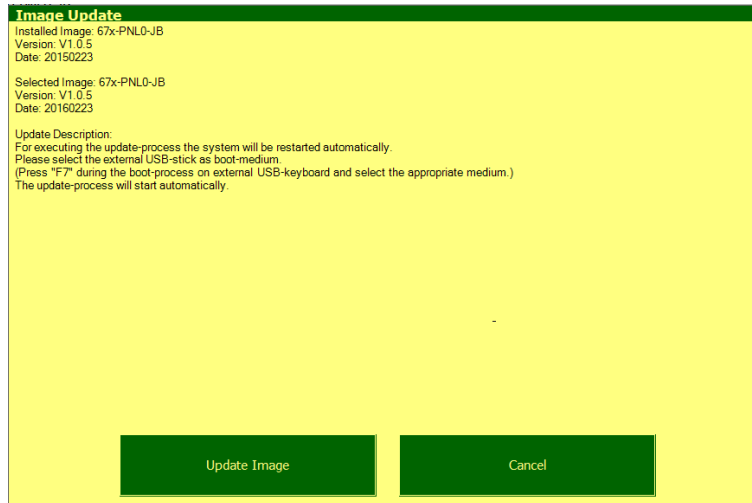 Image Update
Installed Image: 67x-PNL0-JB
Version: V1.0.5
Date: 20150223
Selected Image: 67x-PNL0-JB
Version: V1.0.5
Date: 20160223
Update Description:
For executing the update-process the system will be restarted automatically.
Please select the external USB-stick as boot-medium.
(Press "F7" during the boot-process on external USB-keyboard and select the appropriate medium.)
The update-process will start automatically.
Update Image
Cancel